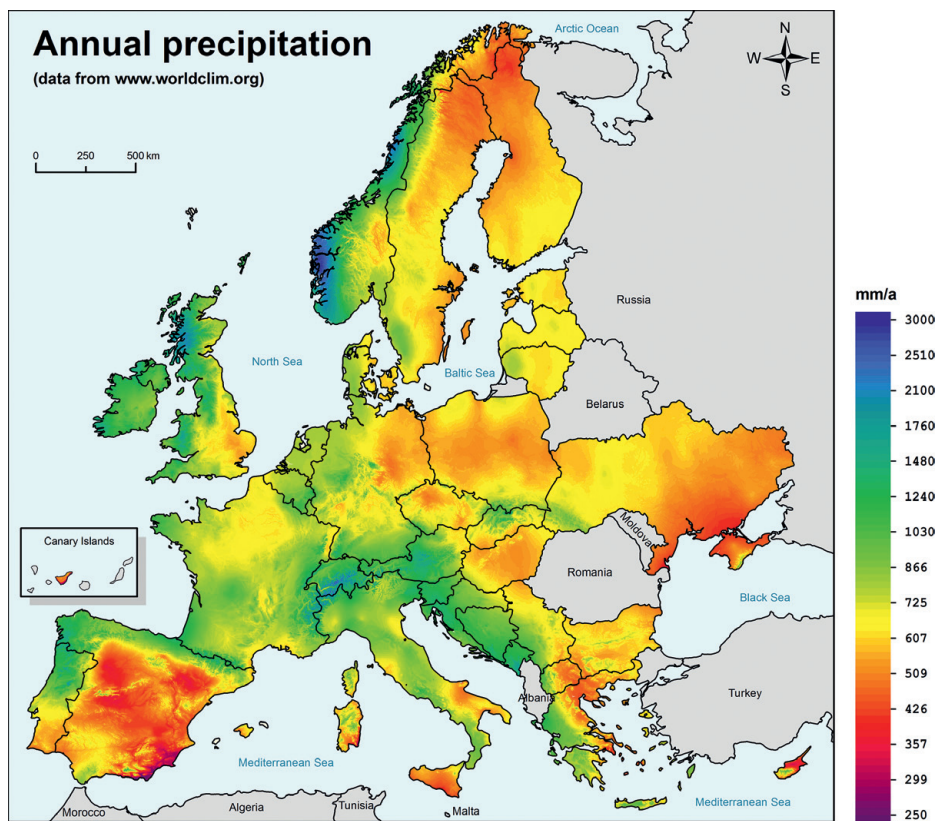 Annual precipitation
(data from www.worldclim.org)
Arctic Ocean
N
W
E
S
0 250 500 km
Russia
North Sea
Baltic Sea
Belarus
Canary Islands
Moldova
Romania
Black Sea
Albania
Turkey
Mediterranean Sea
Mediterranean Sea
Morocco
Algeria
Tunisia
Malta
mm/a
3000
2510
2100
1760
1480
1240
1030
866
725
607
509
426
357
299
250